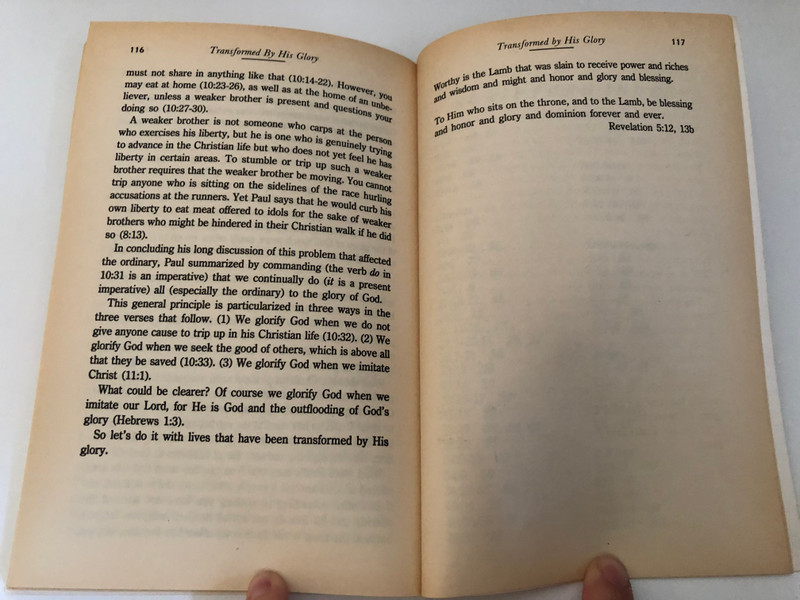 116
Transformed By His Glory
must not share in anything like that (10:14-22). However, you
may eat at home (10:23-26), as well as at the home of an unbe-
liever, unless a weaker brother is present and questions your
doing so (10:27-30).
A weaker brother is not someone who carps at the person
who exercises his liberty, but he is one who is genuinely trying
to advance in the Christian life but who does not yet feel he has
liberty in certain areas. To stumble or trip up such a weaker
brother requires that the weaker brother be moving. You cannot
trip anyone who is sitting on the sidelines of the race hurling
accusations at the runners. Yet Paul says that he would curb his
own liberty to eat meat offered to idols for the sake of weaker
brothers who might be hindered in their Christian walk if he did
so (8:13).
In concluding his long discussion of this problem that affected
the ordinary, Paul summarized by commanding (the verb do in
10:31 is an imperative) that we continually do (it is a present
imperative) all (especially the ordinary) to the glory of God.
This general principle is particularized in three ways in the
three verses that follow. (1) We glorify God when we do not
give anyone cause to trip up in his Christian life (10:32). (2) We
glorify God when we seek the good of others, which is above all
that they be saved (10:33). (3) We glorify God when we imitate
Christ (11:1).
What could be clearer? Of course we glorify God when we
imitate our Lord, for He is God and the outflooding of God's
glory (Hebrews 1:3).
So let's do it with lives that have been transformed by His
glory.
Transformed by His Glory
117
Worthy is the Lamb that was slain to receive power and riches
and wisdom and might and honor and glory and blessing.
To Him who sits on the throne, and to the Lamb, be blessing
and honor and glory and dominion forever and ever.
Revelation 5:12, 13b